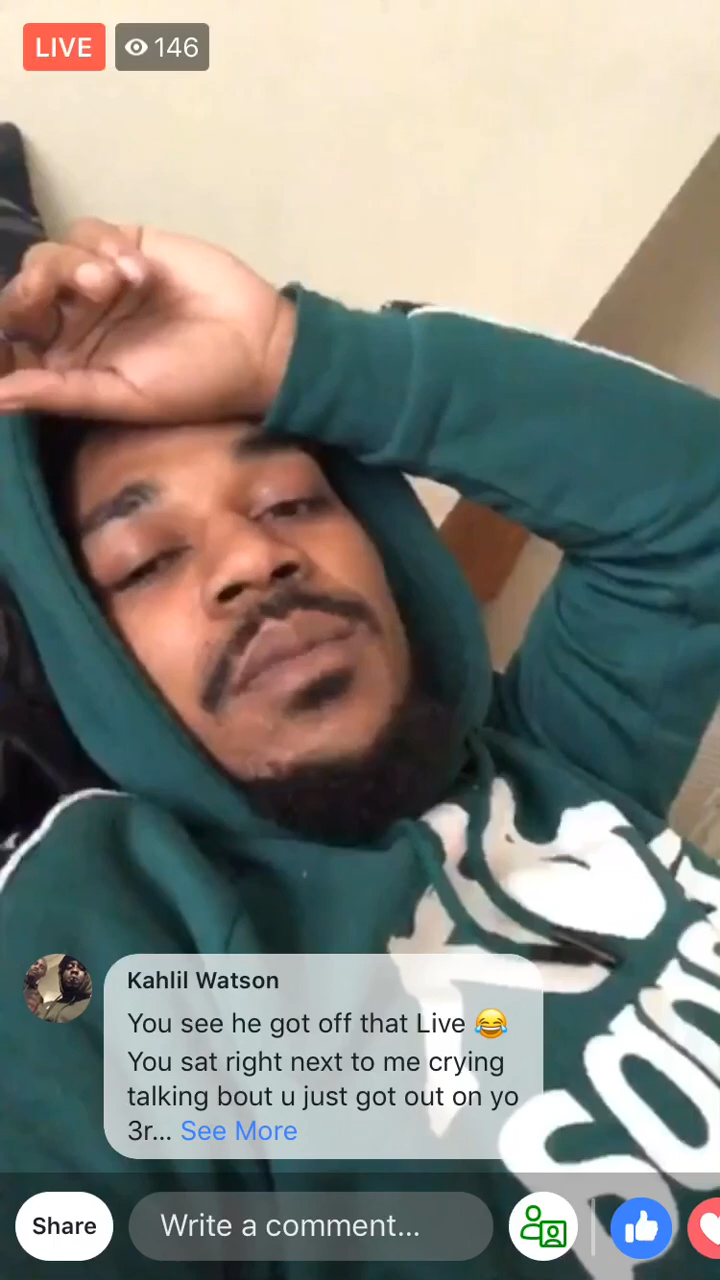 LIVE 146
Kahlil Watson
You see he got off that Live 😂
You sat right next to me crying
talking bout u just got out on yo
3r... See More
Share Write a comment...